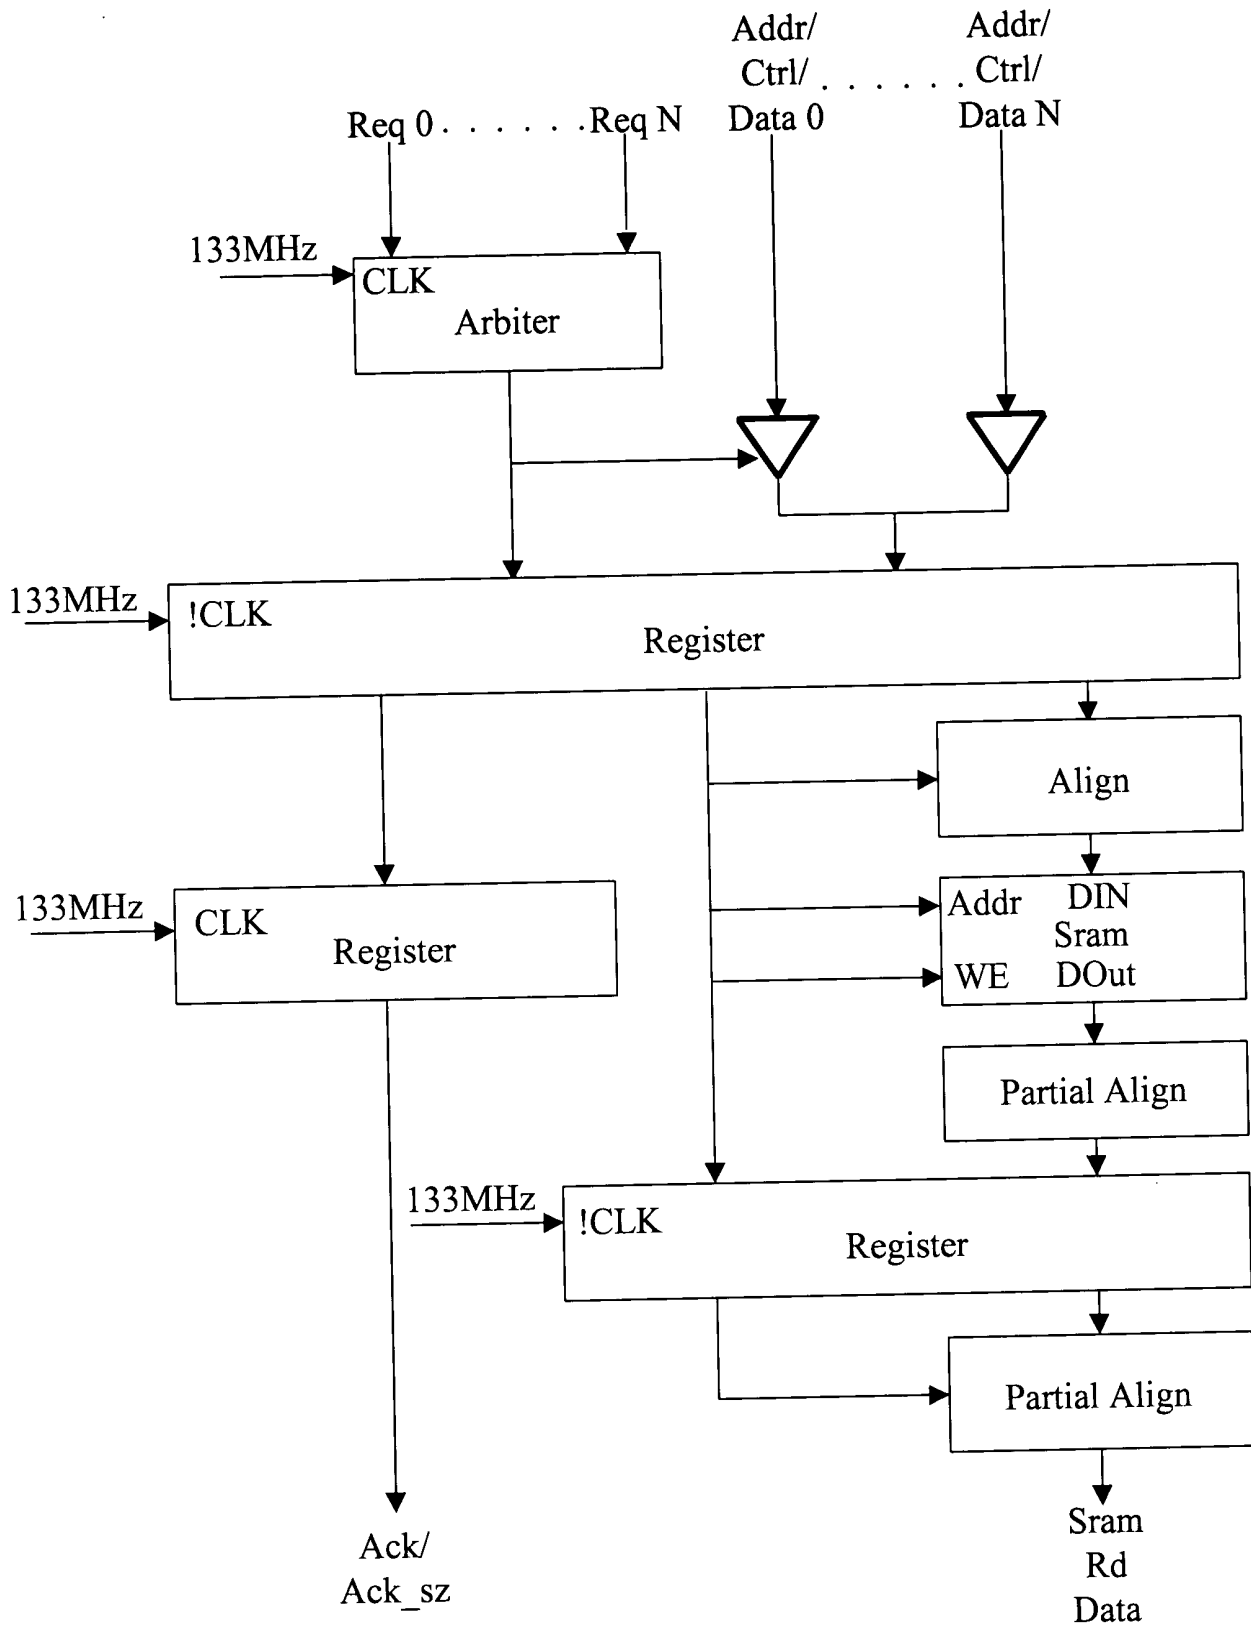 Addr/
Ctrl/
Data 0
. . . . . .
Addr/
Ctrl/
Data N
Req 0 . . . . . . Req N
133MHz
CLK
Arbiter
133MHz
!CLK
Register
Align
133MHz
CLK
Register
Addr DIN
Sram
WE DOut
Partial Align
133MHz
!CLK
Register
Partial Align
Ack/
Ack_sz
Sram
Rd
Data